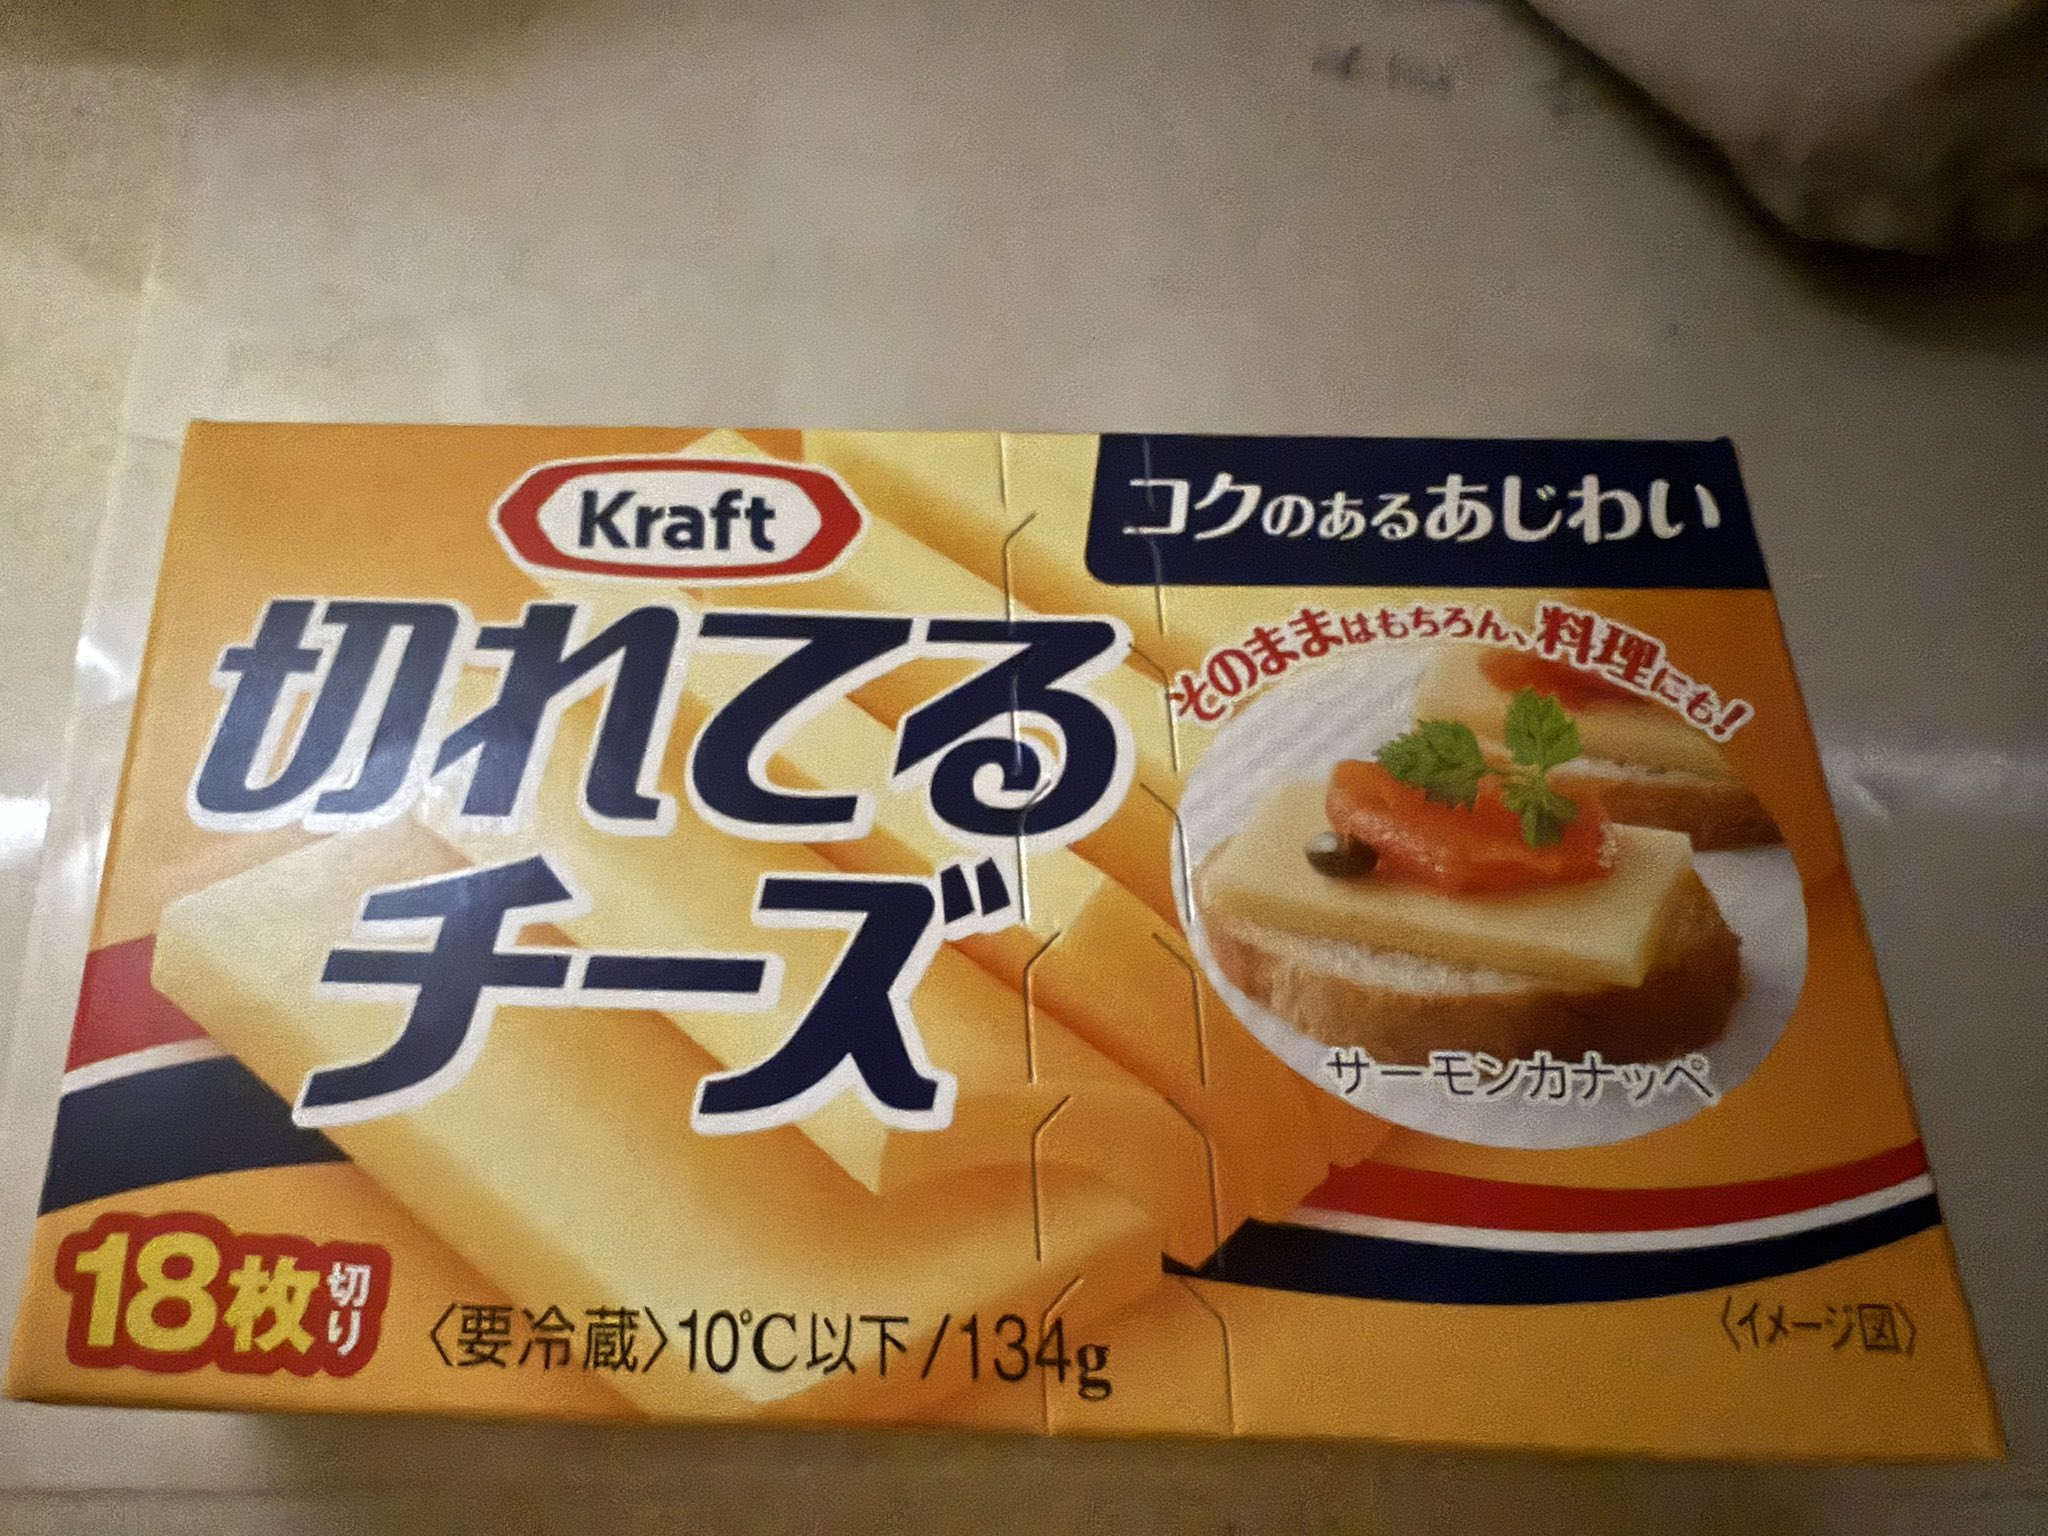 Kraft
コクのあるあじわい
切れてる
チーズ
そのままはもちろん、料理にも!
サーモンカナッペ
18枚切り
〈要冷蔵〉10℃以下/134g
〈イメージ図〉